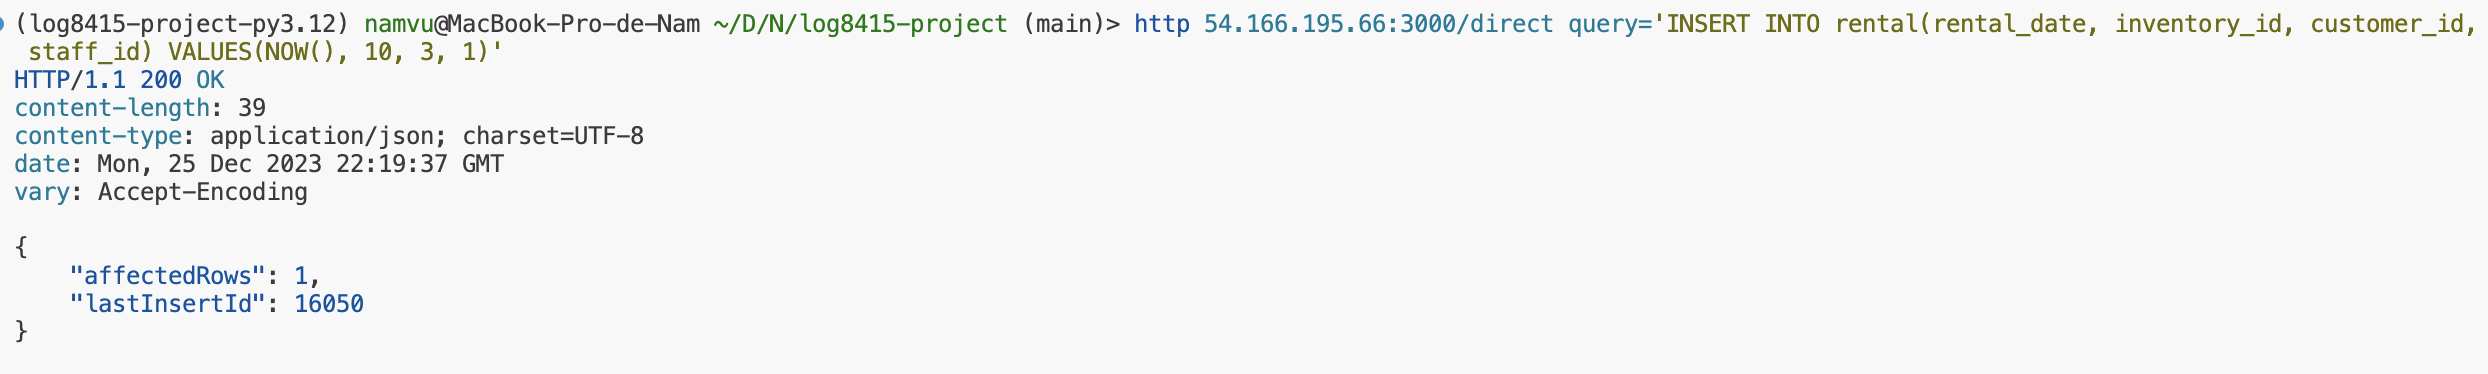 (log8415-project-py3.12) namvu@MacBook-Pro-de-Nam ~/D/N/log8415-project (main)> http 54.166.195.66:3000/direct query='INSERT INTO rental(rental_date, inventory_id, customer_id,
 staff_id) VALUES(NOW(), 10, 3, 1)'
HTTP/1.1 200 OK
content-length: 39
content-type: application/json; charset=UTF-8
date: Mon, 25 Dec 2023 22:19:37 GMT
vary: Accept-Encoding

{
    "affectedRows": 1,
    "lastInsertId": 16050
}